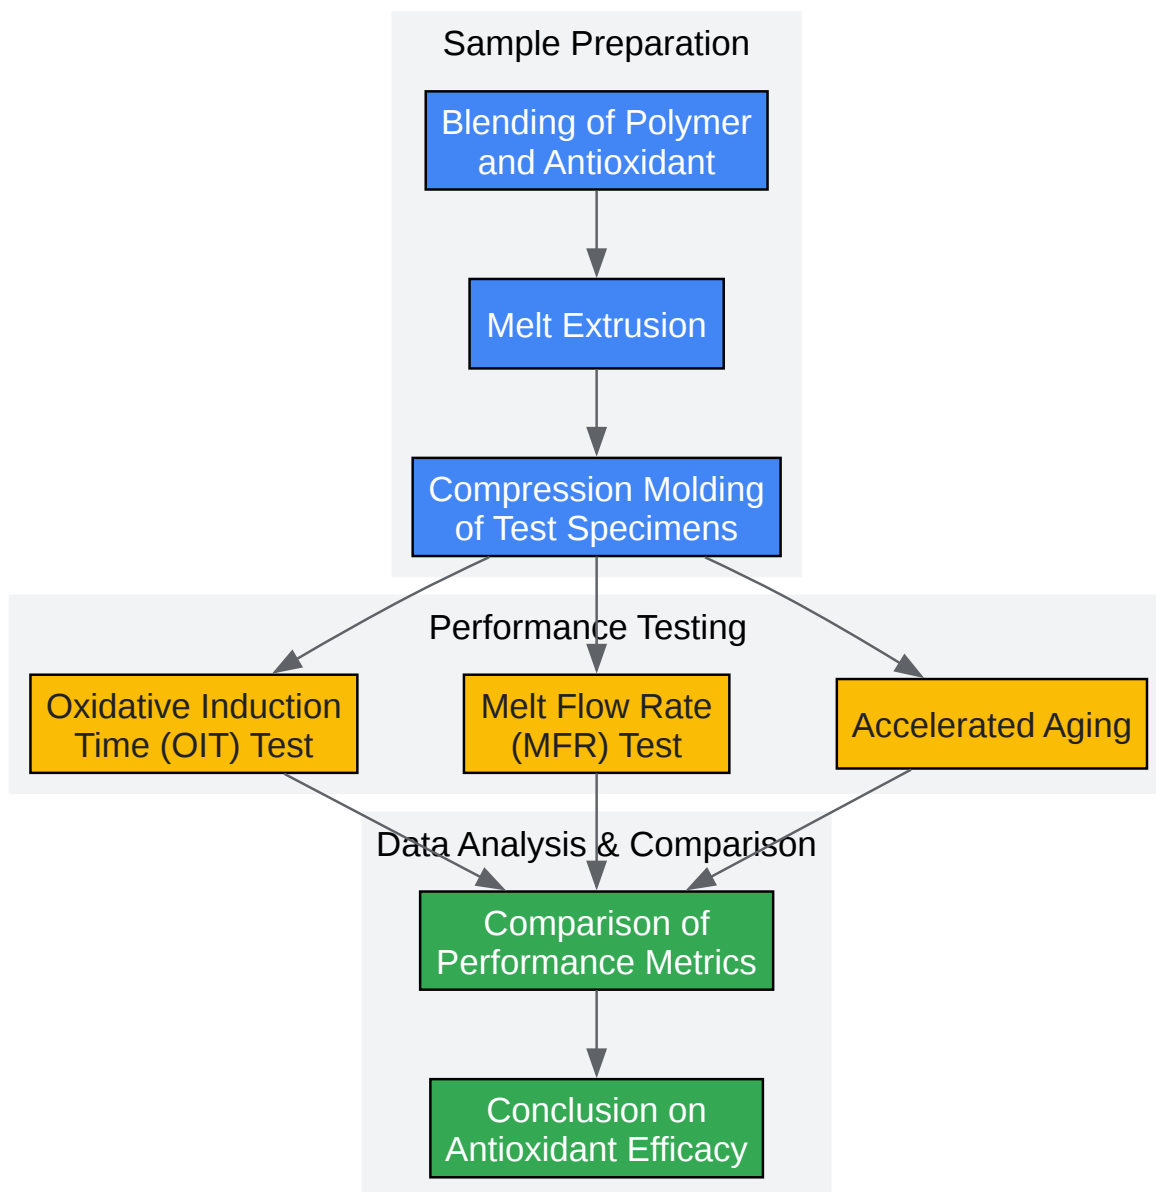 Sample Preparation
Blending of Polymer
and Antioxidant
Melt Extrusion
Compression Molding
of Test Specimens
Performance Testing
Oxidative Induction
Time (OIT) Test
Melt Flow Rate
(MFR) Test
Accelerated Aging
Data Analysis & Comparison
Comparison of
Performance Metrics
Conclusion on
Antioxidant Efficacy